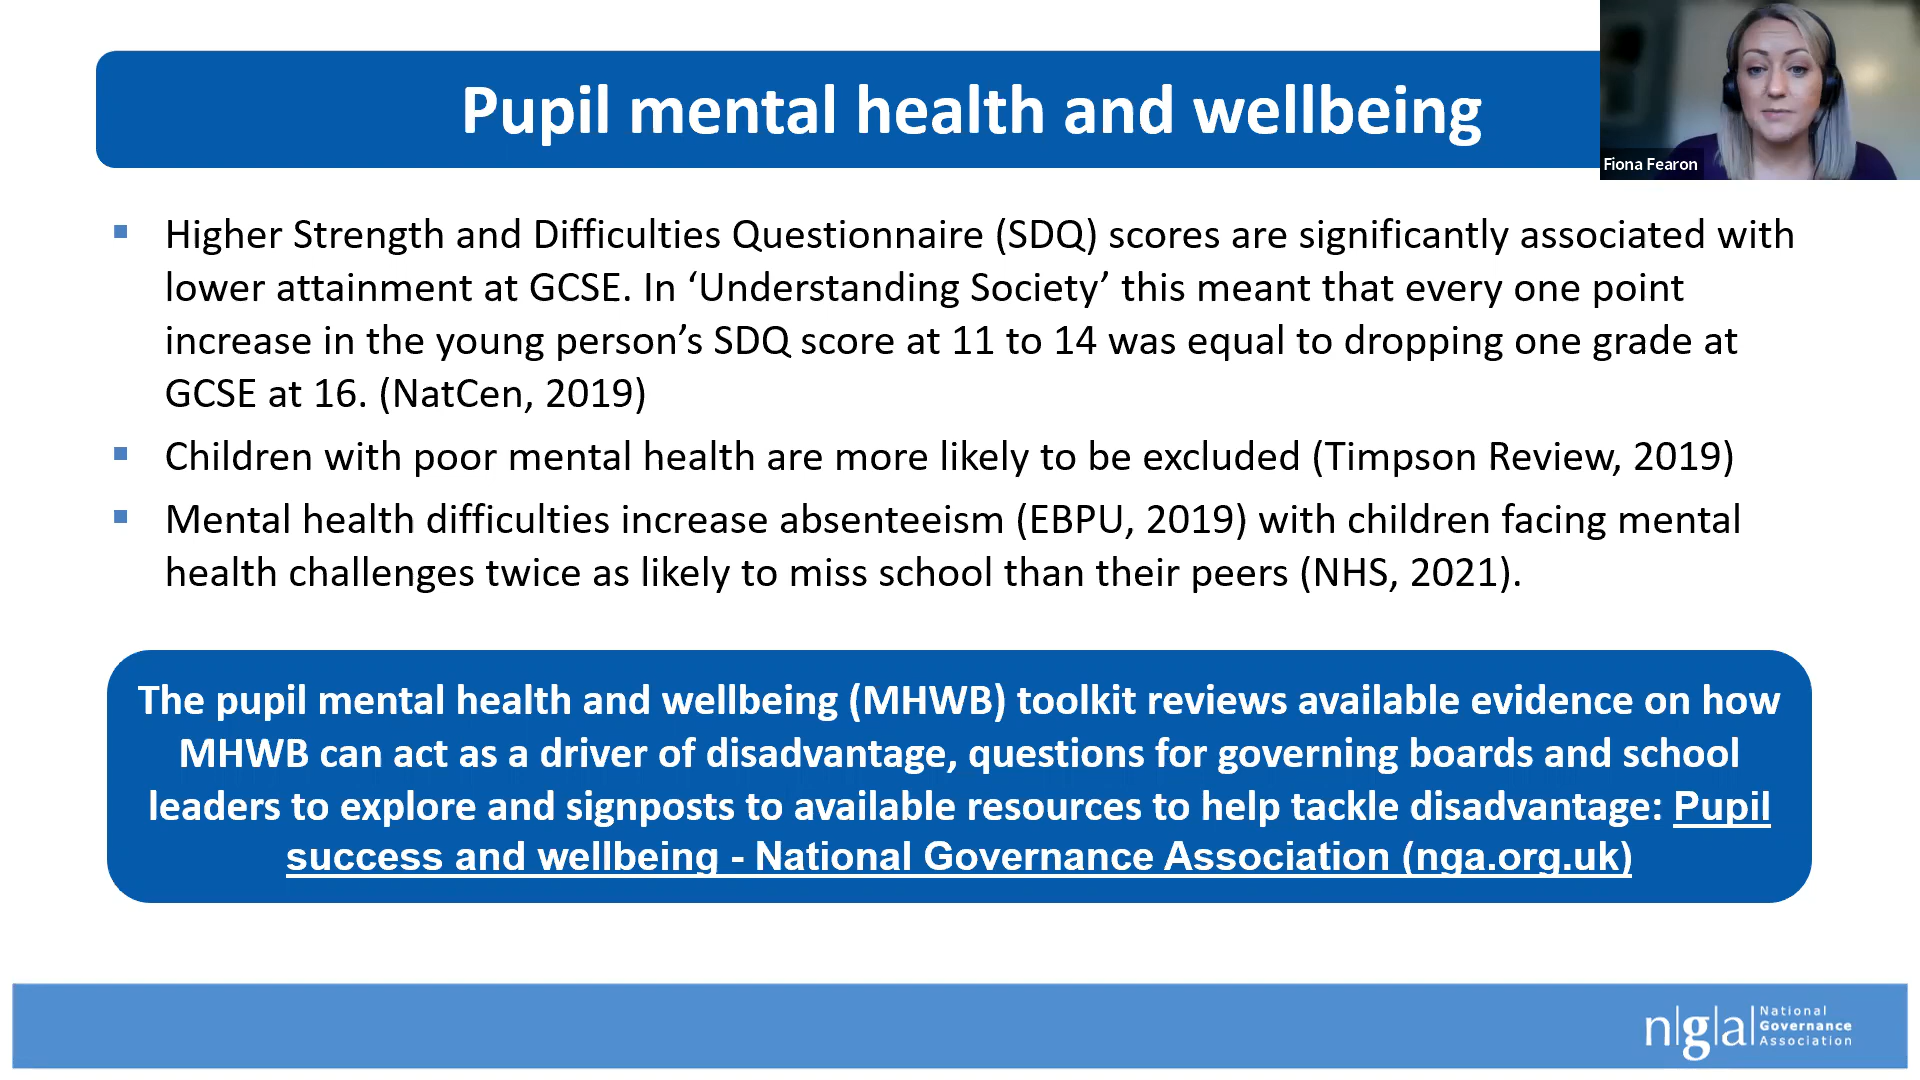 Pupil mental health and wellbeing
Fiona Fearon
Higher Strength and Difficulties Questionnaire (SDQ) scores are significantly associated with
lower attainment at GCSE. In ‘Understanding Society’ this meant that every one point
increase in the young person’s SDQ score at 11 to 14 was equal to dropping one grade at
GCSE at 16. (NatCen, 2019)
Children with poor mental health are more likely to be excluded (Timpson Review, 2019)
Mental health difficulties increase absenteeism (EBPU, 2019) with children facing mental
health challenges twice as likely to miss school than their peers (NHS, 2021).
The pupil mental health and wellbeing (MHWB) toolkit reviews available evidence on how
MHWB can act as a driver of disadvantage, questions for governing boards and school
leaders to explore and signposts to available resources to help tackle disadvantage: Pupil
success and wellbeing - National Governance Association (nga.org.uk)
n|g|a|
National
Governance
Association